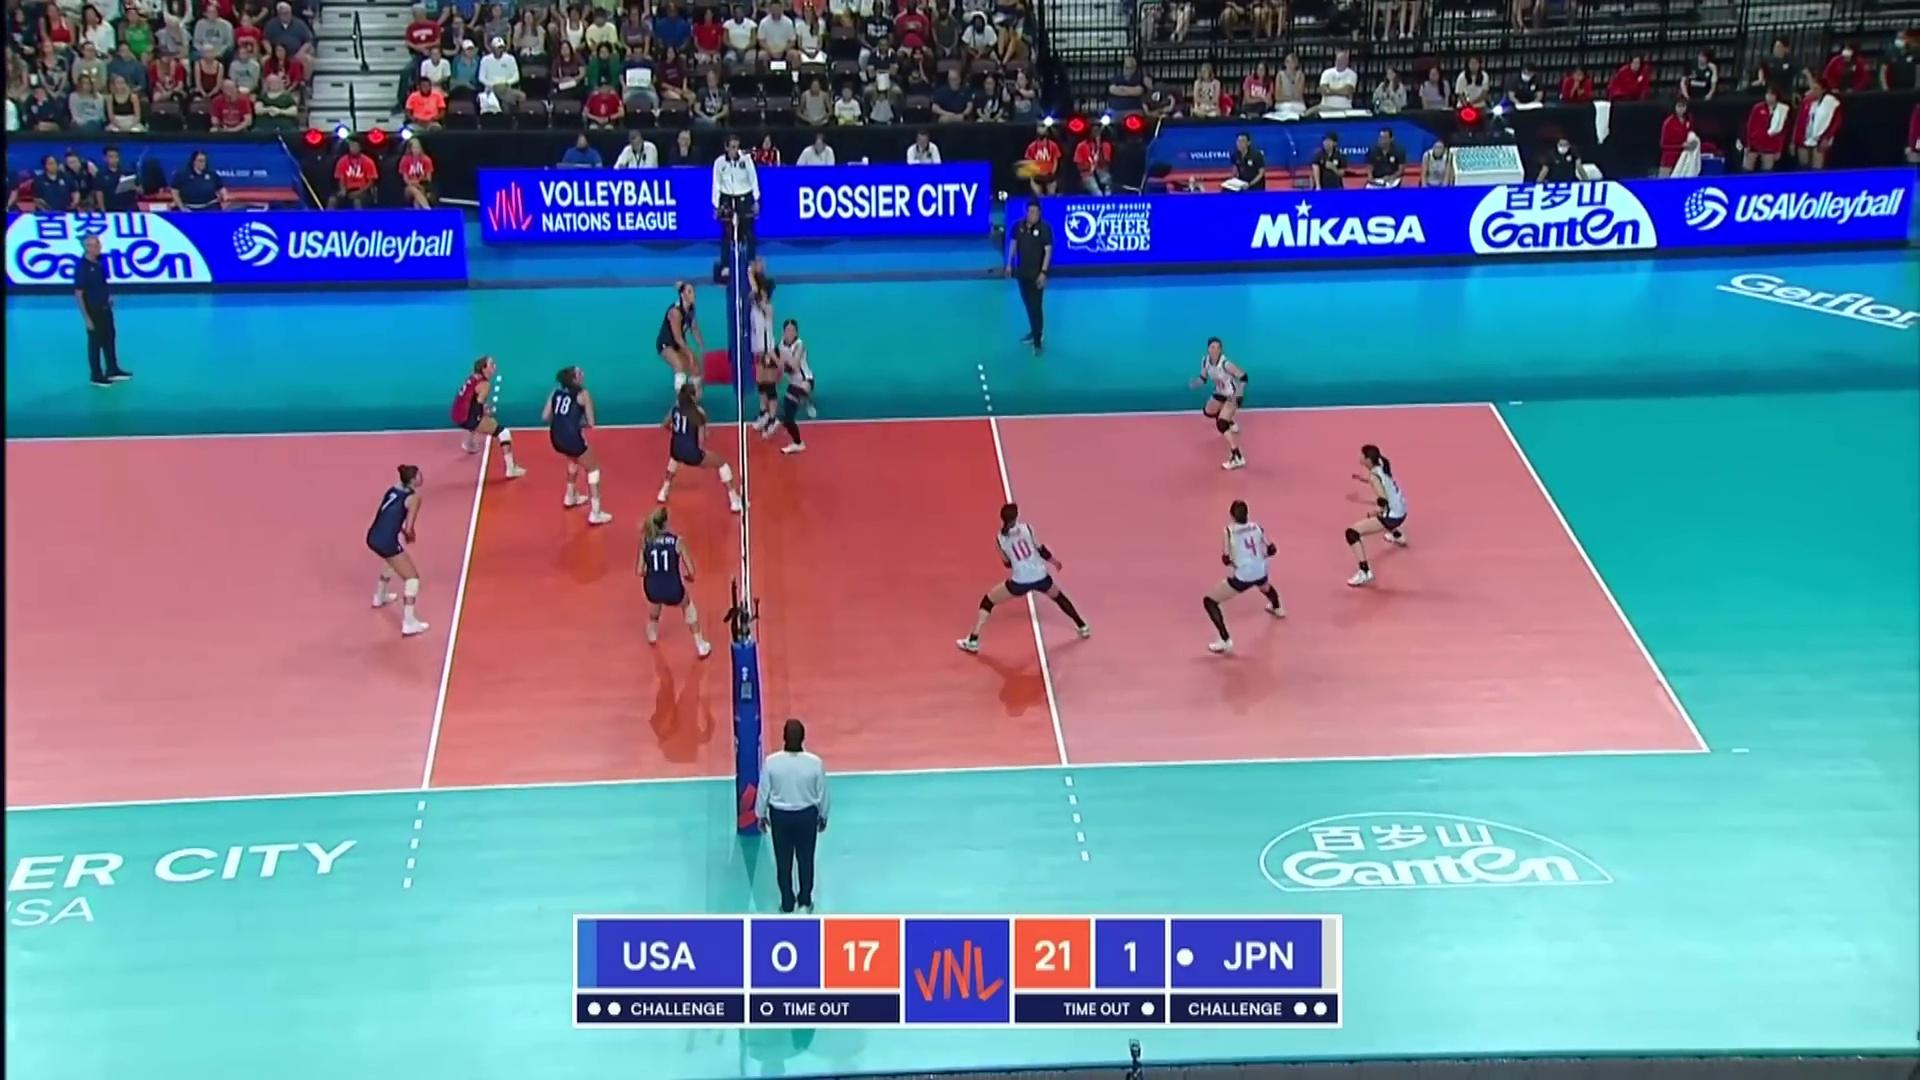 VOLLEYBALL
NATIONS LEAGUE
BOSSIER CITY
百岁山
Ganten
USAVolleyball
THER
SIDE
MIKASA
百岁山
Ganten
USAVolleyball
Gerflor
18
31
7
11
10
4
ER CITY
USA
百岁山
Ganten
USA
0
17
VNL
21
1
JPN
CHALLENGE
TIME OUT
TIME OUT
CHALLENGE